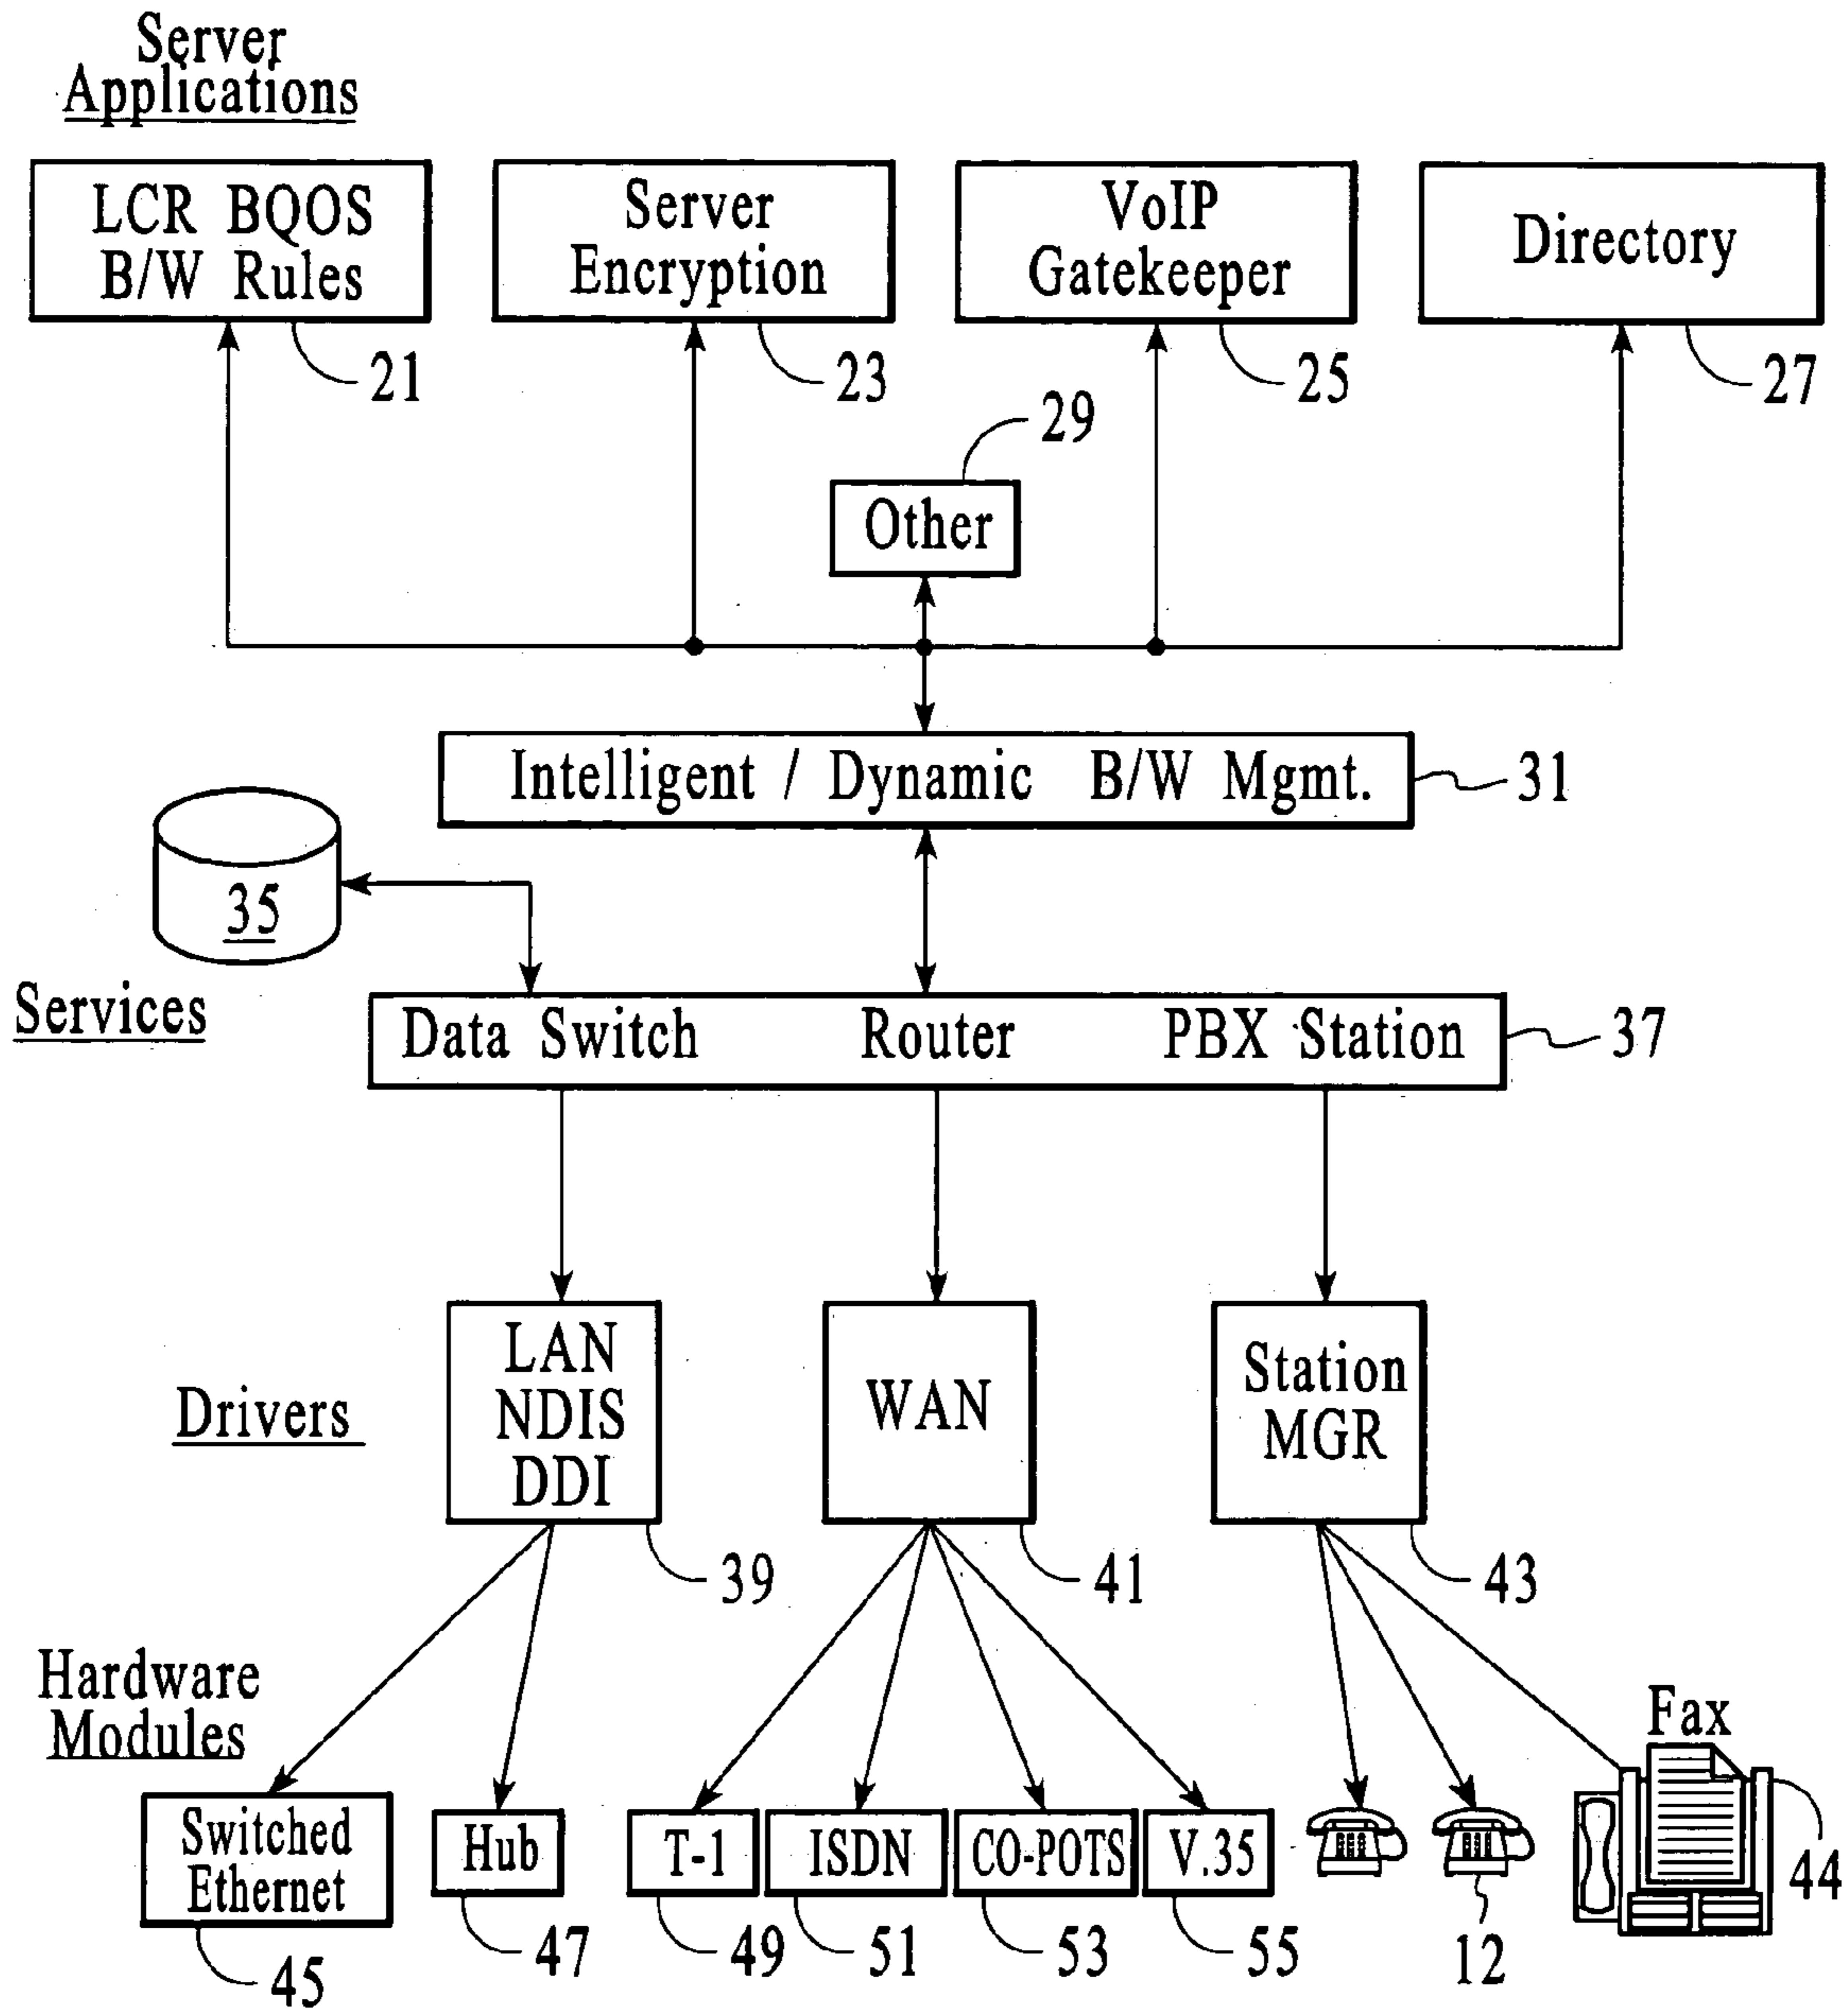 Server
Applications
LCR BQOS
B/W Rules
Server
Encryption
VoIP
Gatekeeper
Directory
21
23
25
27
29
Other
Intelligent / Dynamic B/W Mgmt.
31
35
Services
Data Switch Router PBX Station
37
Drivers
LAN
NDIS
DDI
WAN
Station
MGR
39
41
43
Hardware
Modules
Fax
Switched
Ethernet
Hub
T-1
ISDN
CO-POTS
V.35
44
45
47
49
51
53
55
12